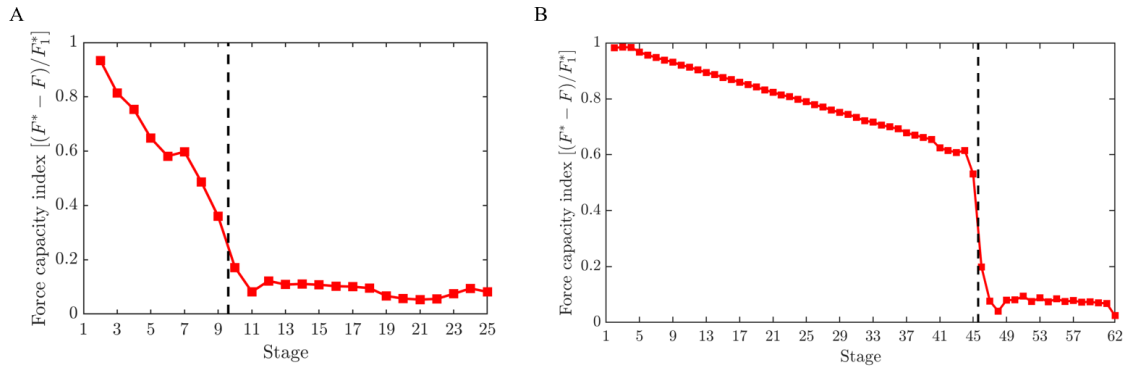 A
Force capacity index [(F* − F)/F₁*]
1
0.8
0.6
0.4
0.2
0
1 3 5 7 9 11 13 15 17 19 21 23 25
Stage
B
Force capacity index [(F* − F)/F₁*]
1
0.8
0.6
0.4
0.2
0
1 5 9 13 17 21 25 29 33 37 41 45 49 53 57 62
Stage